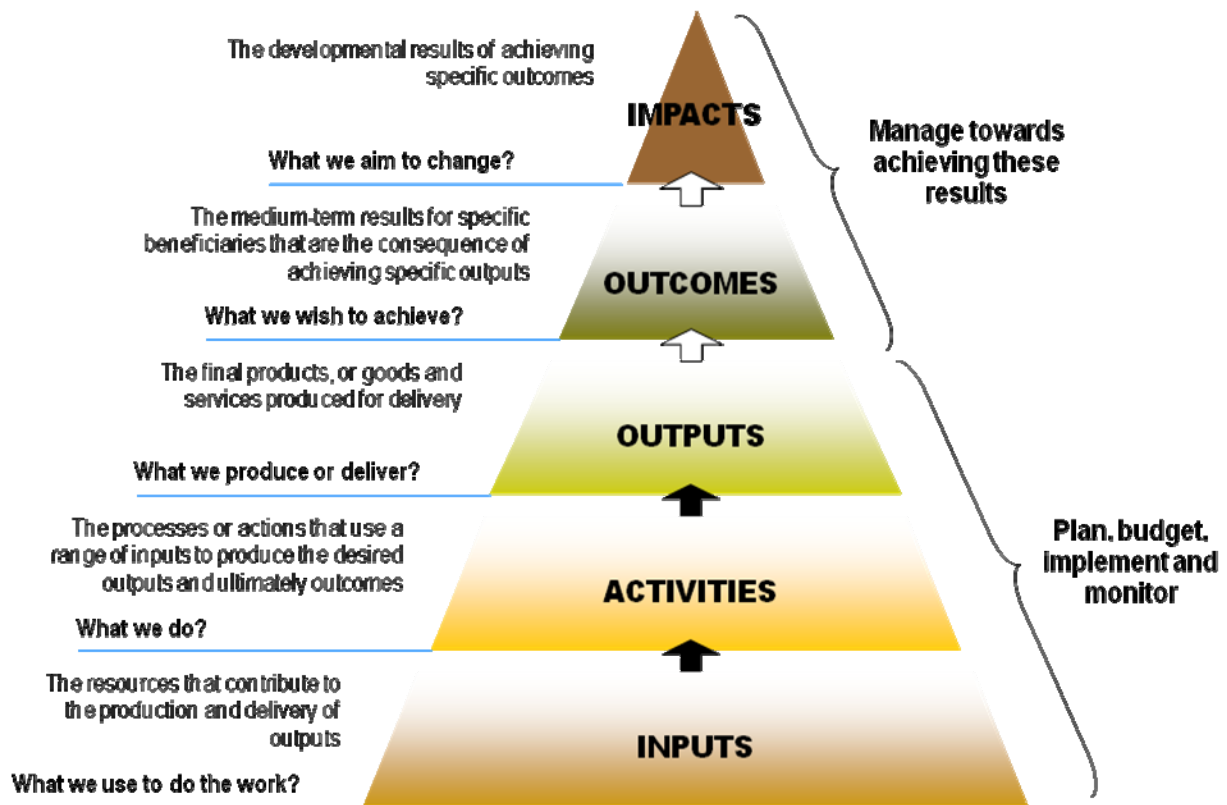 The developmental results of achieving
specific outcomes
IMPACTS
Manage towards
achieving these
results
What we aim to change?
The medium-term results for specific
beneficiaries that are the consequence of
achieving specific outputs
OUTCOMES
What we wish to achieve?
The final products, or goods and
services produced for delivery
OUTPUTS
What we produce or deliver?
The processes or actions that use a
range of inputs to produce the desired
outputs and ultimately outcomes
ACTIVITIES
Plan, budget,
implement and
monitor
What we do?
The resources that contribute to
the production and delivery of
outputs
INPUTS
What we use to do the work?